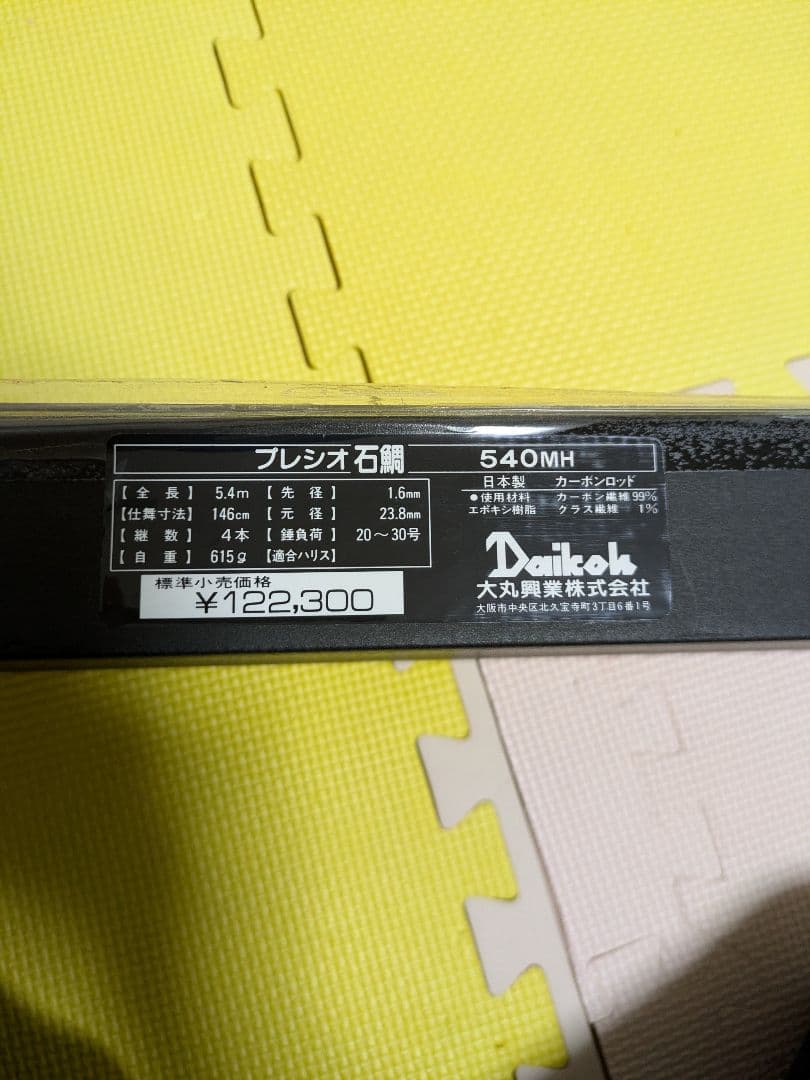 プレシオ石鯛 540MH
【全長】 5.4m 【先径】 1.6mm
【仕舞寸法】 146cm 【元径】 23.8mm
【継数】 4本 【錘負荷】 20〜30号
【自重】 615g 【適合ハリス】
標準小売価格
¥122,300
日本製 カーボンロッド
●使用材料 カーボン繊維99%
エポキシ樹脂 グラス繊維 1%
Daikoh
大丸興業株式会社
大阪市中央区北久宝寺町3丁目6番1号